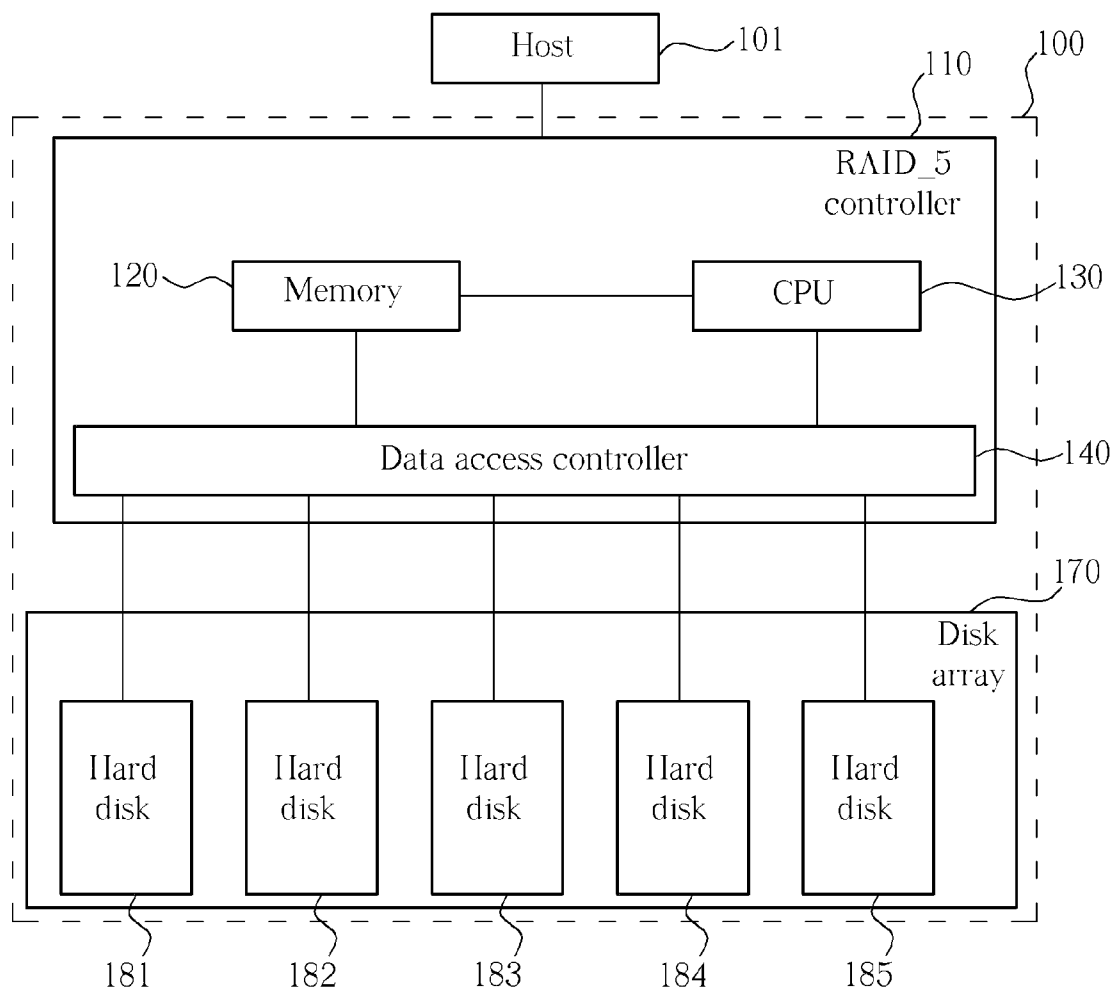 Host
101
100
110
RAID_5
controller
120
Memory
CPU
130
Data access controller
140
170
Disk
array
Hard
disk
Hard
disk
Hard
disk
Hard
disk
Hard
disk
181
182
183
184
185